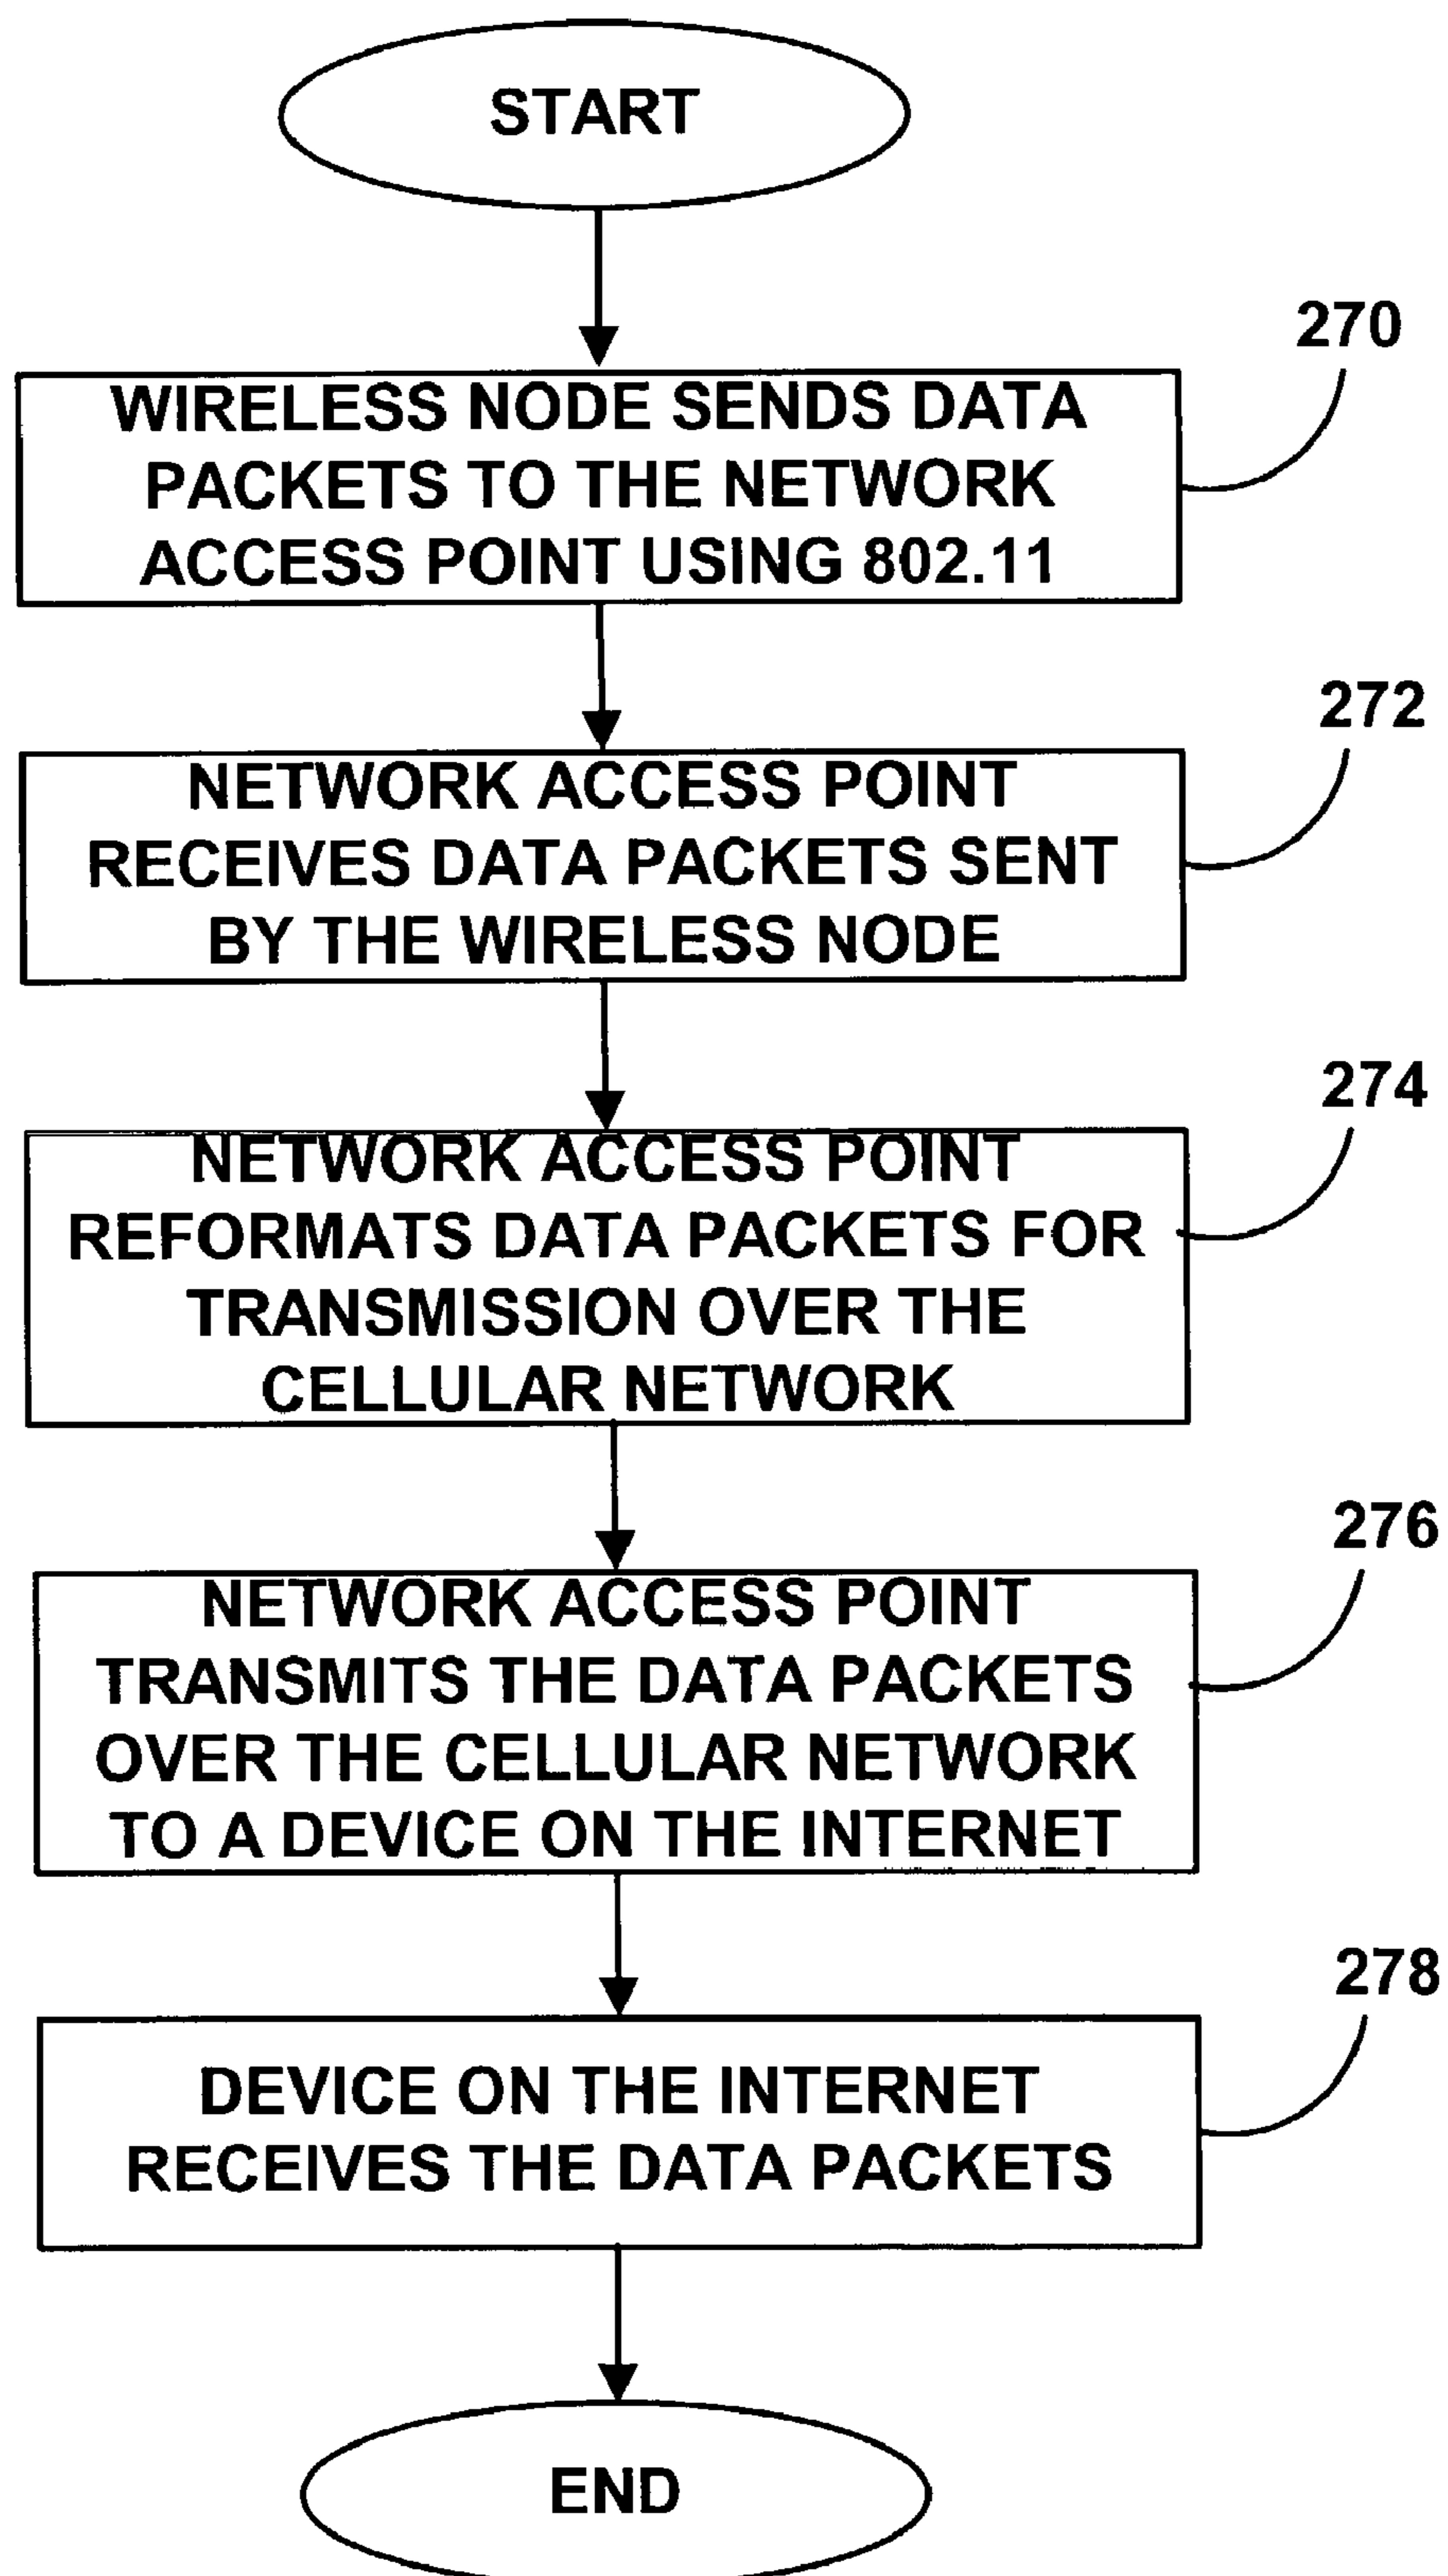 START
270
WIRELESS NODE SENDS DATA
PACKETS TO THE NETWORK
ACCESS POINT USING 802.11
272
NETWORK ACCESS POINT
RECEIVES DATA PACKETS SENT
BY THE WIRELESS NODE
274
NETWORK ACCESS POINT
REFORMATS DATA PACKETS FOR
TRANSMISSION OVER THE
CELLULAR NETWORK
276
NETWORK ACCESS POINT
TRANSMITS THE DATA PACKETS
OVER THE CELLULAR NETWORK
TO A DEVICE ON THE INTERNET
278
DEVICE ON THE INTERNET
RECEIVES THE DATA PACKETS
END